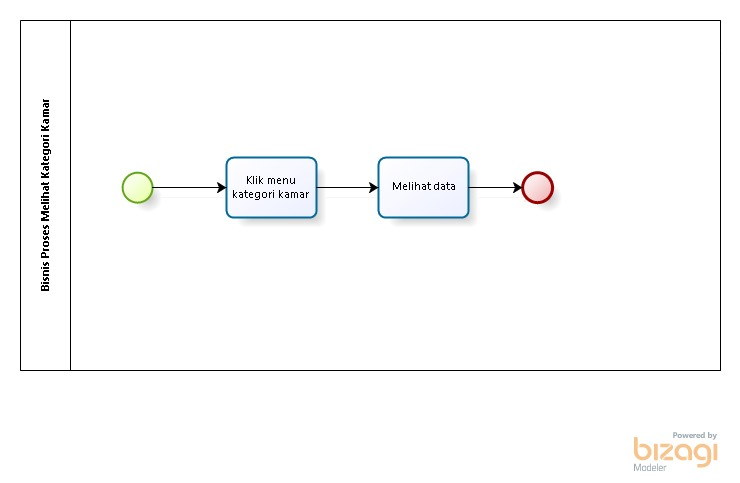 Bisnis Proses Melihat Kategori Kamar
Klik menu
kategori kamar
Melihat data
Powered by
bizagi
Modeler